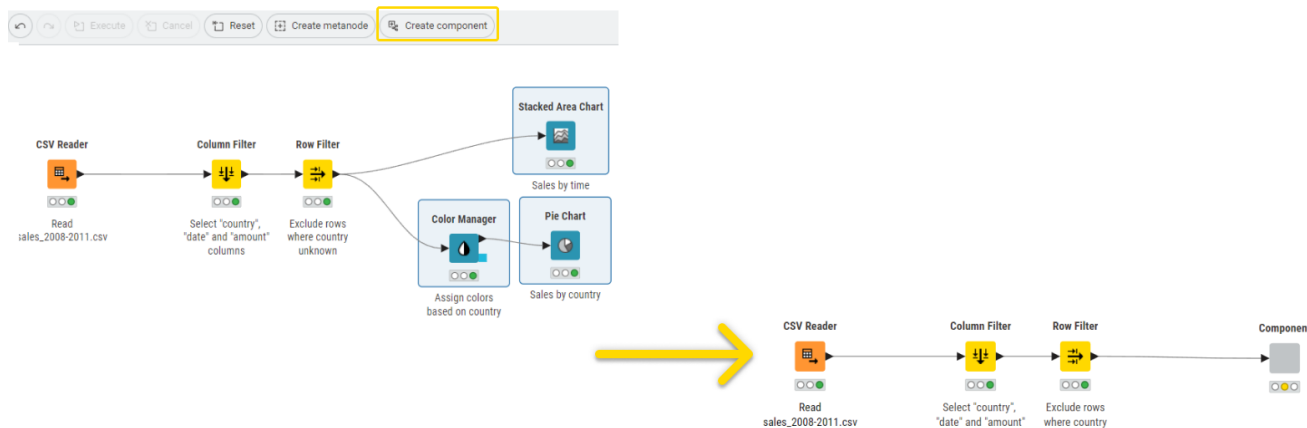 Execute
Cancel
Reset
Create metanode
Create component
Stacked Area Chart
CSV Reader
Column Filter
Row Filter
Sales by time
Read
sales_2008-2011.csv
Select "country",
"date" and "amount"
columns
Exclude rows
where country
unknown
Color Manager
Pie Chart
Assign colors
based on country
Sales by country
CSV Reader
Column Filter
Row Filter
Componen
Read
sales_2008-2011.csv
Select "country",
"date" and "amount"
Exclude rows
where country